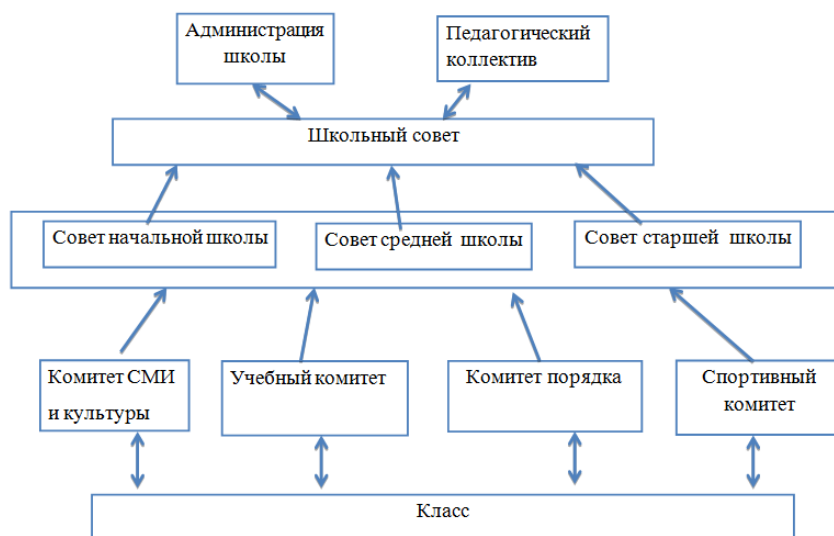 Администрация
школы
Педагогический
коллектив
Школьный совет
Совет начальной школы
Совет средней школы
Совет старшей школы
Комитет СМИ
и культуры
Учебный комитет
Комитет порядка
Спортивный
комитет
Класс